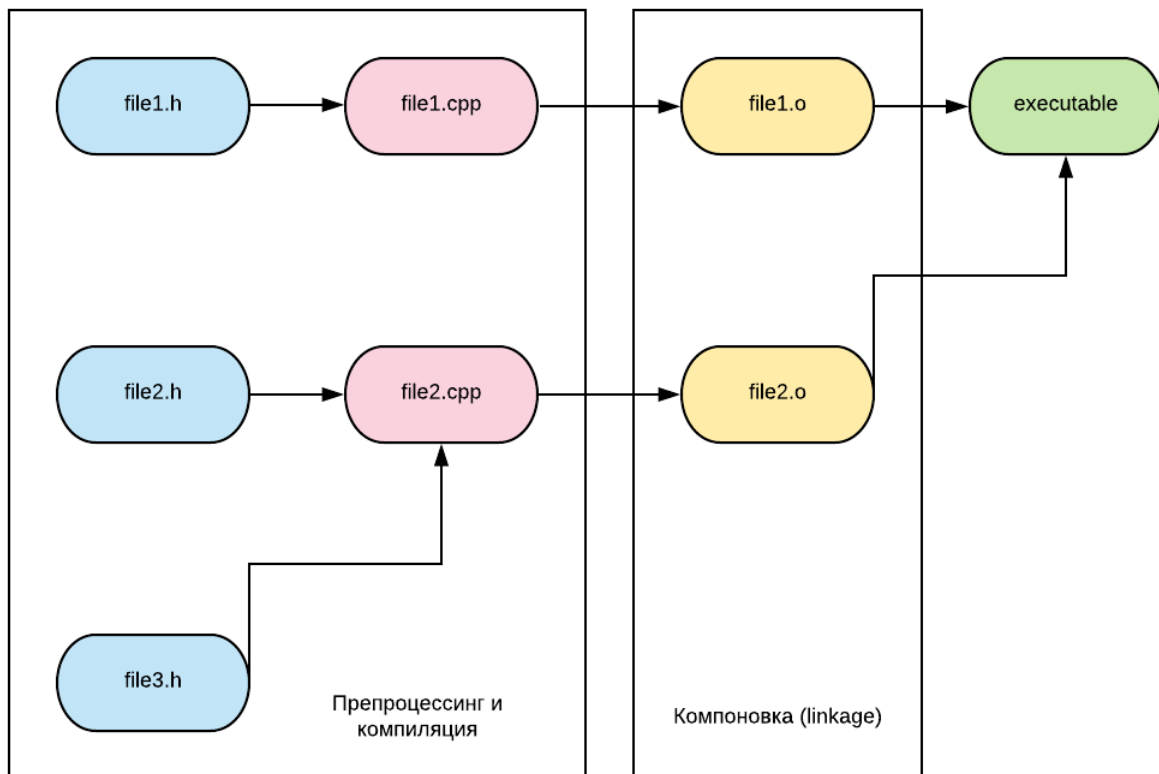 file1.h
file1.cpp
file1.o
executable
file2.h
file2.cpp
file2.o
file3.h
Препроцессинг и
компиляция
Компоновка (linkage)